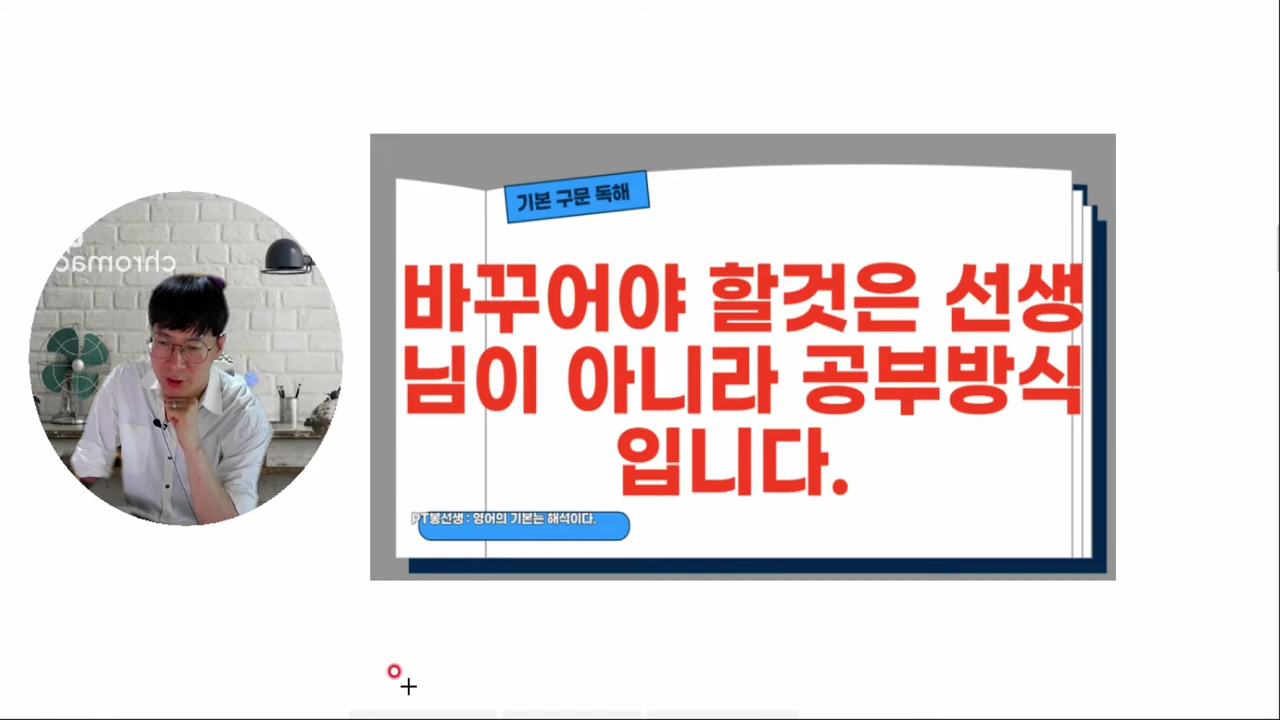 기본 구문 독해
바꾸어야 할것은 선생
님이 아니라 공부방식
입니다.
PT봉선생 : 영어의 기본는 해석이다.
chromac